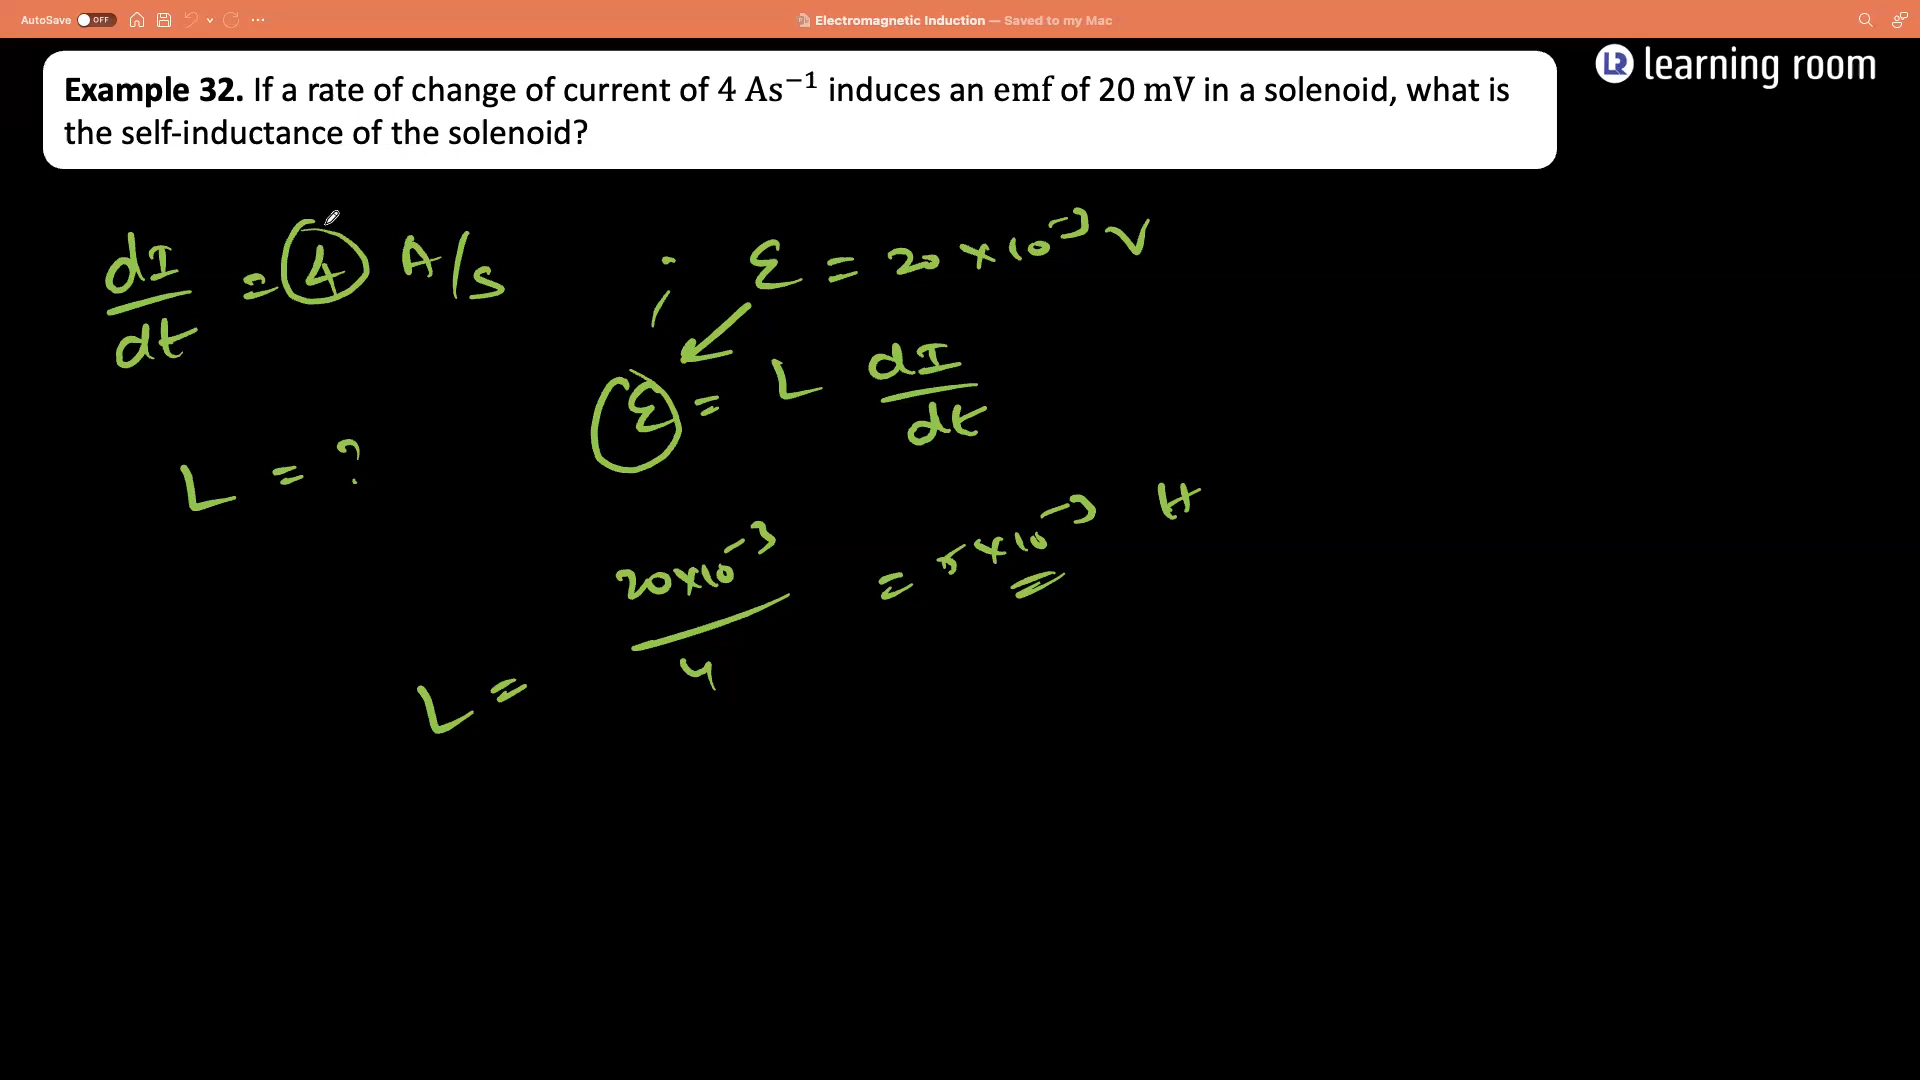 AutoSave OFF
Electromagnetic Induction — Saved to my Mac
Example 32. If a rate of change of current of 4 As⁻¹ induces an emf of 20 mV in a solenoid, what is
the self-inductance of the solenoid?
LR learning room
dI/dt = 4 A/s ; ε = 20 × 10⁻³ V
ε = L dI/dt
L = ?
L = 20×10⁻³/4 = 5×10⁻³ H